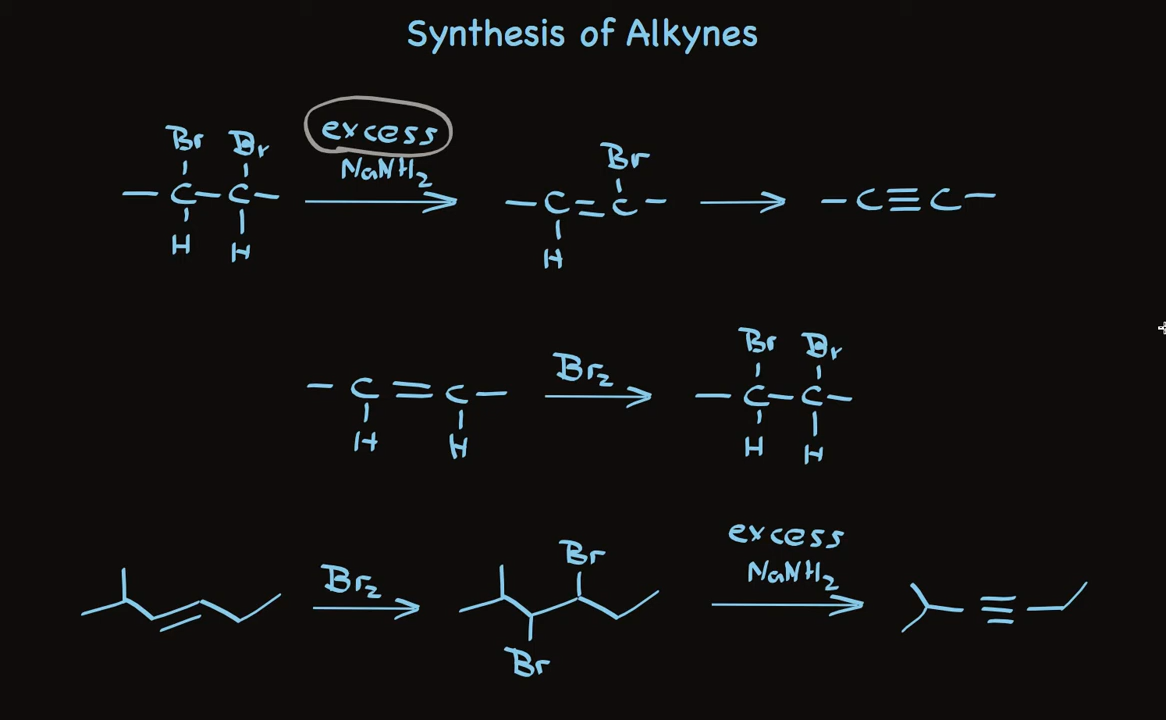 Synthesis of Alkynes
Br Br excess
NaNH2
Br
— C — C — — C = C — — C ≡ C —
H H H
Br2
Br Br
— C = C — — C — C —
H H H H
Br2
Br
Br
excess
NaNH2
≡